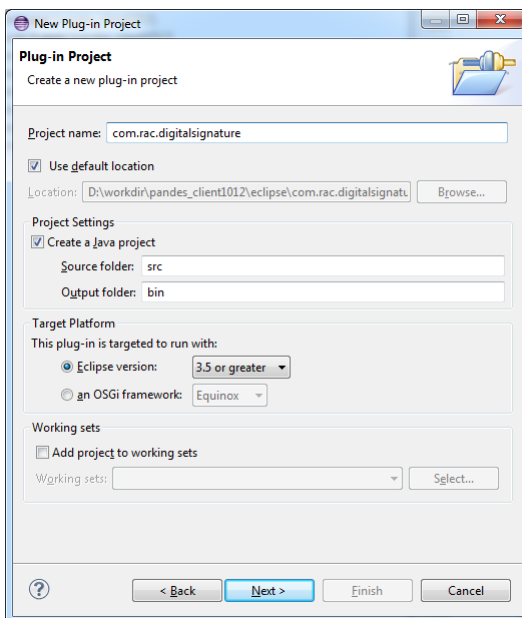 New Plug-in Project
Plug-in Project
Create a new plug-in project
Project name: com.rac.digitalsignature
Use default location
Location: D:\workdir\pandes_client1012\eclipse\com.rac.digitalsignatu Browse...
Project Settings
Create a Java project
Source folder: src
Output folder: bin
Target Platform
This plug-in is targeted to run with:
Eclipse version: 3.5 or greater
an OSGi framework: Equinox
Working sets
Add project to working sets
Working sets: Select...
? < Back Next > Finish Cancel